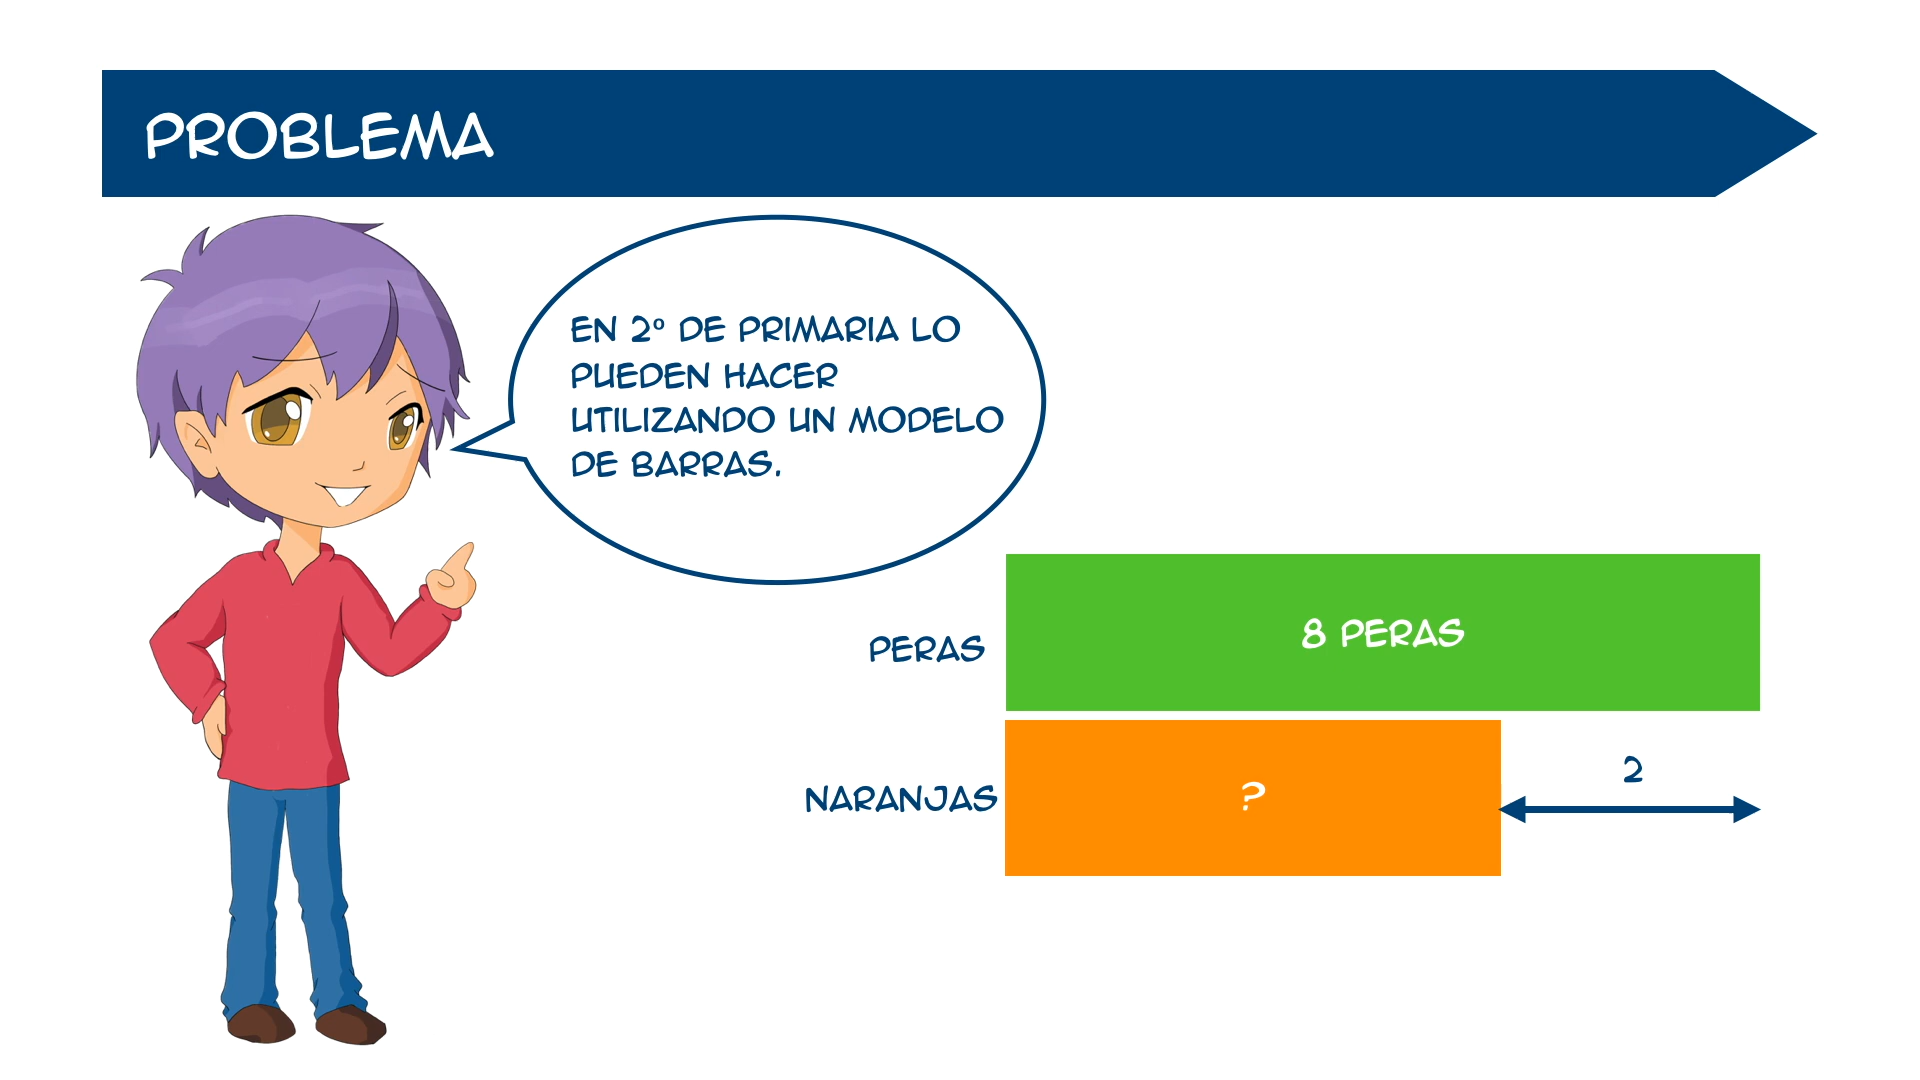 PROBLEMA
EN 2º DE PRIMARIA LO
PUEDEN HACER
UTILIZANDO UN MODELO
DE BARRAS.
PERAS
8 PERAS
NARANJAS
?
2